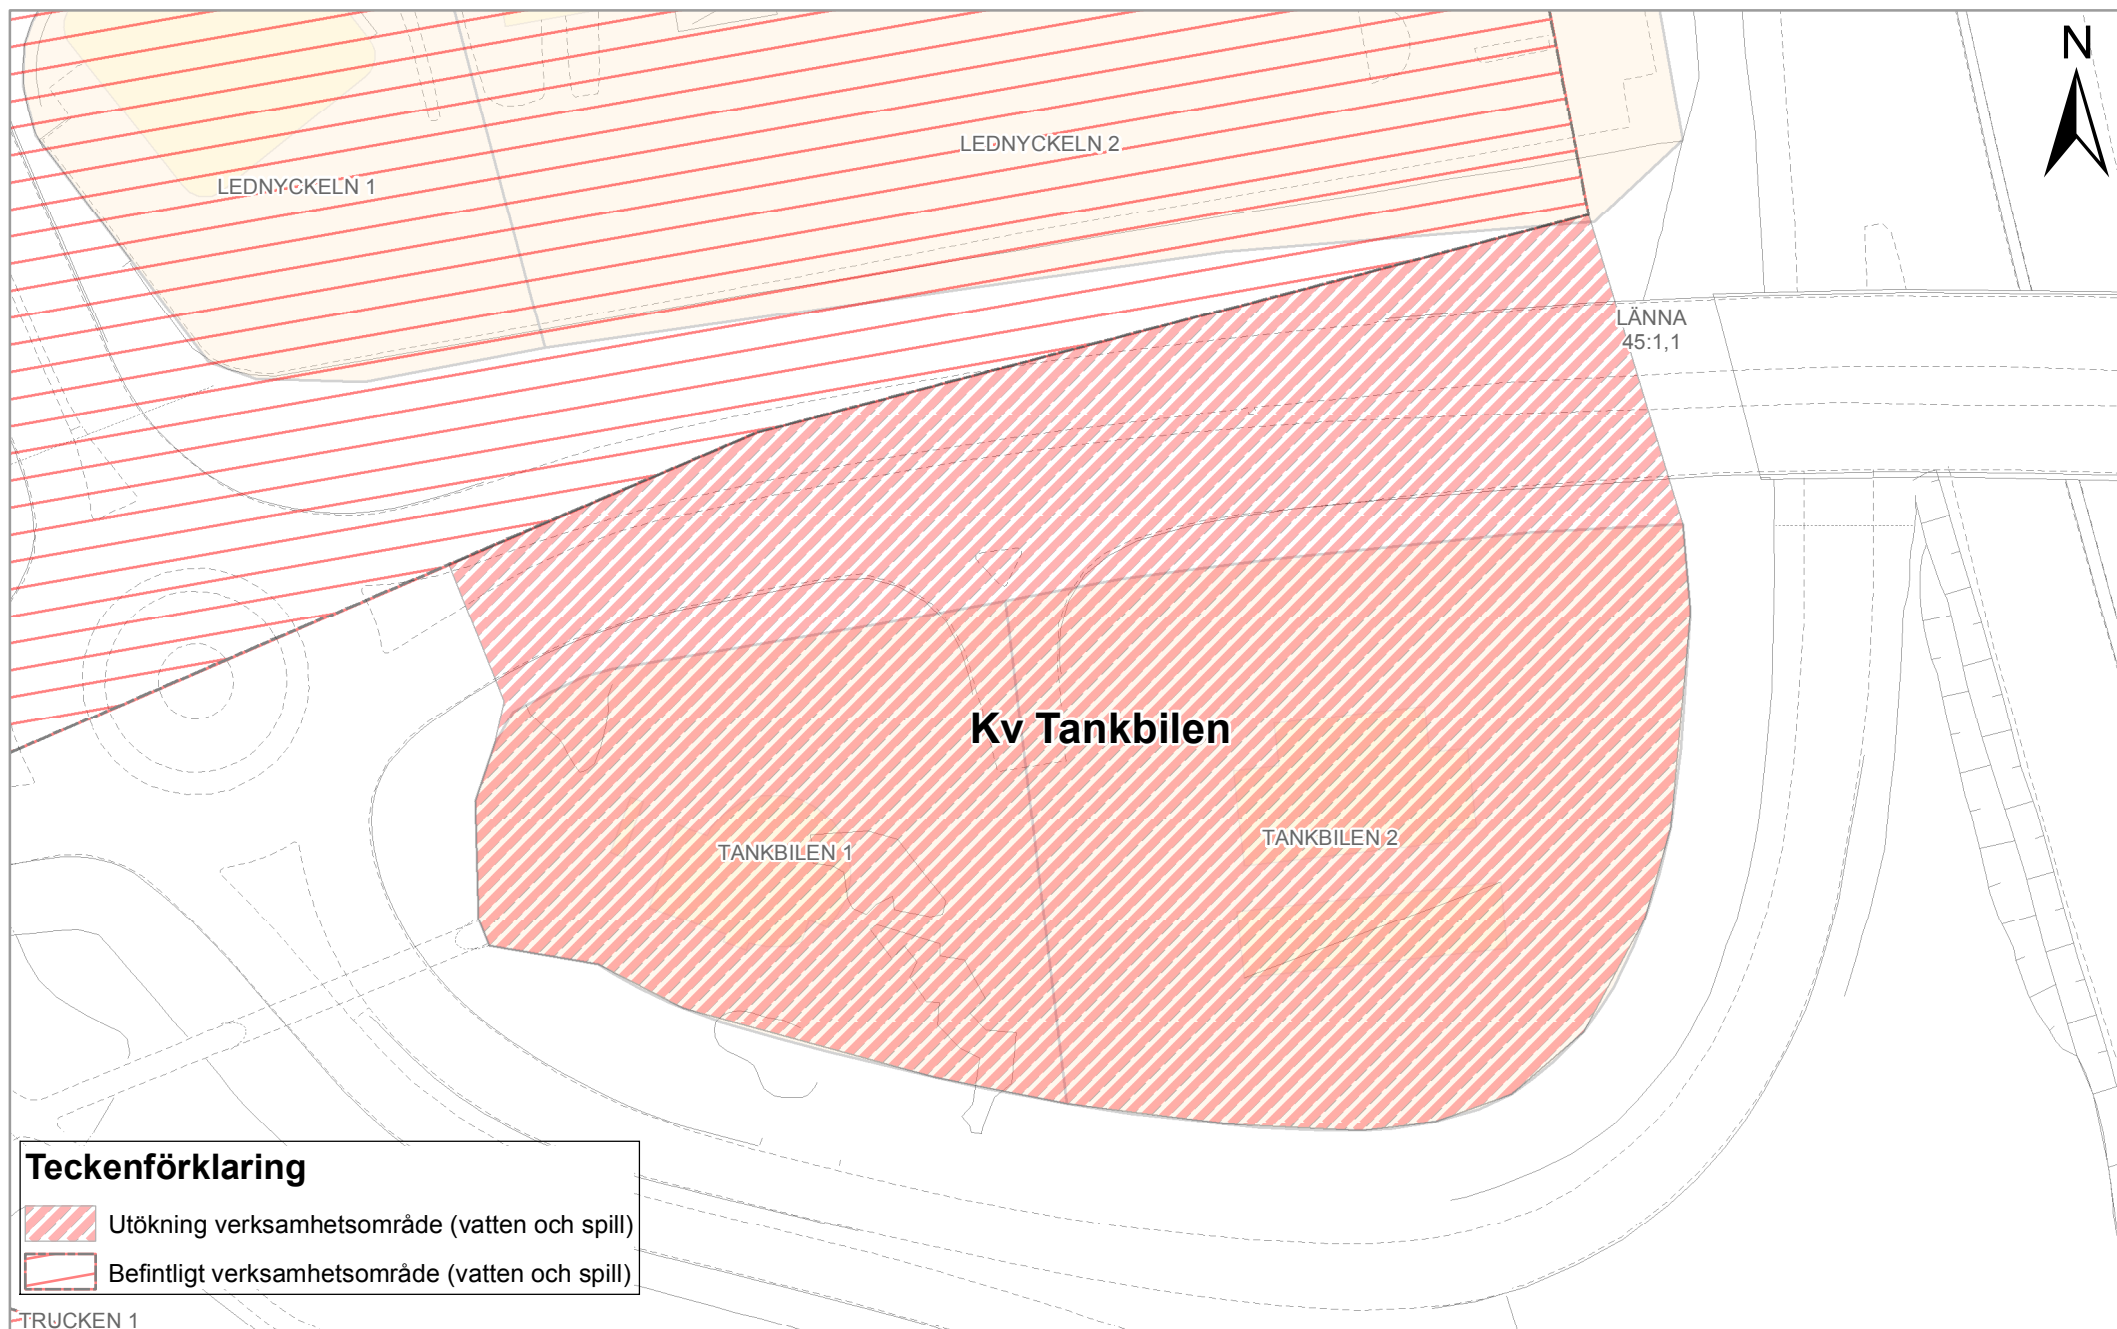 N
LEDNYCKELN 2
LEDNYCKELN 1
LÄNNA
45:1,1
Kv Tankbilen
TANKBILEN 1
TANKBILEN 2
Teckenförklaring
Utökning verksamhetsområde (vatten och spill)
Befintligt verksamhetsområde (vatten och spill)
TRUCKEN 1